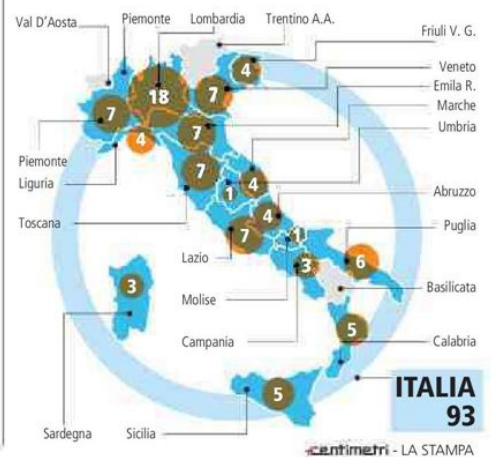 Val D'Aosta
Piemonte
Lombardia
Trentino A.A.
Friuli V. G.
Veneto
Emila R.
Marche
Umbria
4
18
7
7
4
7
Piemonte
Liguria
7
1
4
Abruzzo
Toscana
4
7
1
Puglia
Lazio
3
6
3
Basilicata
Molise
Campania
5
Calabria
5
ITALIA
93
Sardegna
Sicilia
centimetri - LA STAMPA